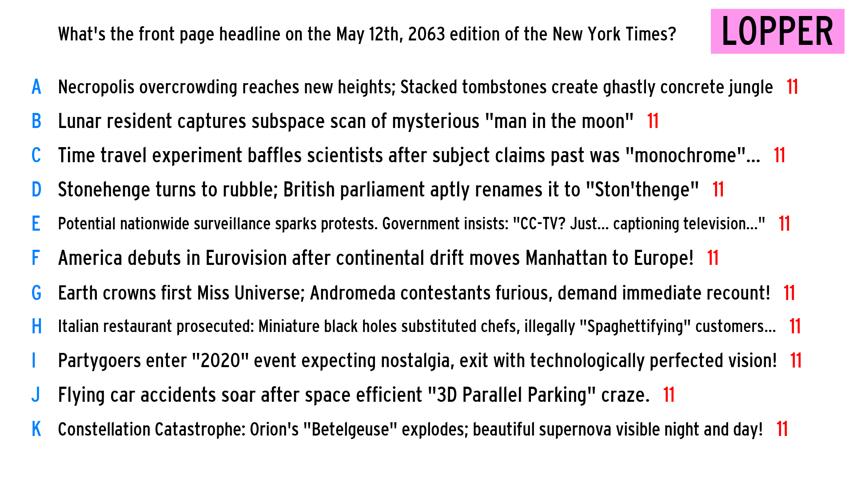 What's the front page headline on the May 12th, 2063 edition of the New York Times?
LOPPER
A Necropolis overcrowding reaches new heights; Stacked tombstones create ghastly concrete jungle 11
B Lunar resident captures subspace scan of mysterious "man in the moon" 11
C Time travel experiment baffles scientists after subject claims past was "monochrome"... 11
D Stonehenge turns to rubble; British parliament aptly renames it to "Ston'thenge" 11
E Potential nationwide surveillance sparks protests. Government insists: "CC-TV? Just... captioning television..." 11
F America debuts in Eurovision after continental drift moves Manhattan to Europe! 11
G Earth crowns first Miss Universe; Andromeda contestants furious, demand immediate recount! 11
H Italian restaurant prosecuted: Miniature black holes substituted chefs, illegally "Spaghettifying" customers... 11
I Partygoers enter "2020" event expecting nostalgia, exit with technologically perfected vision! 11
J Flying car accidents soar after space efficient "3D Parallel Parking" craze. 11
K Constellation Catastrophe: Orion's "Betelgeuse" explodes; beautiful supernova visible night and day! 11